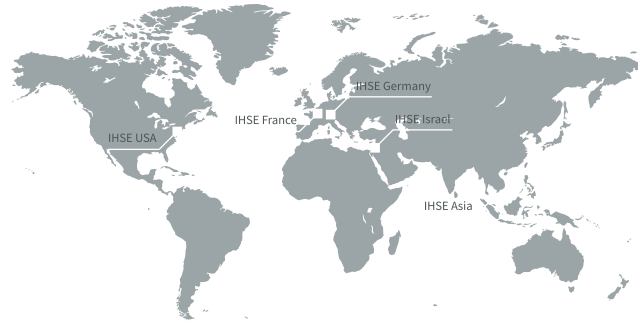 IHSE Germany
IHSE France
IHSE Israel
IHSE USA
IHSE Asia